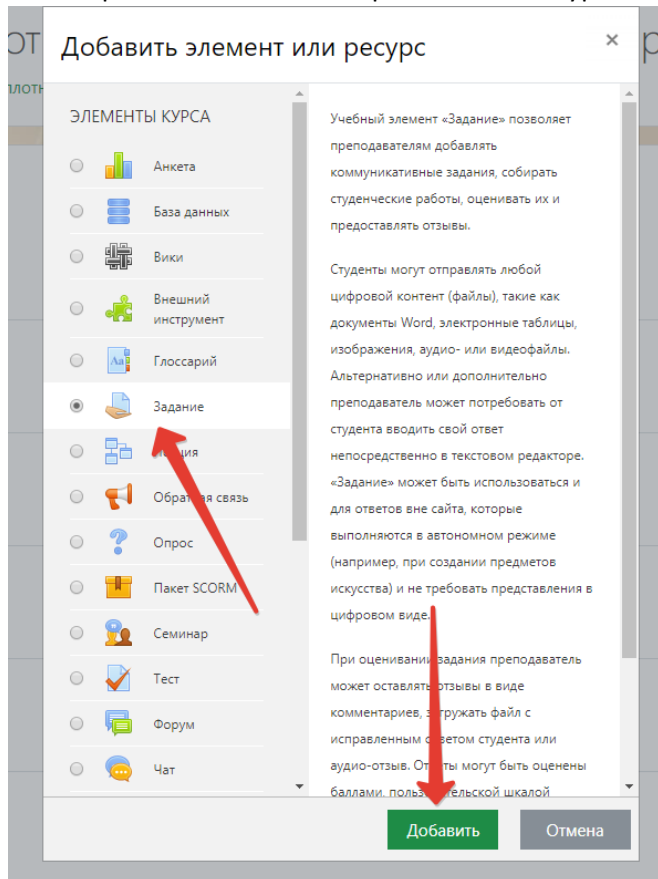 Добавить элемент или ресурс ×
ЭЛЕМЕНТЫ КУРСА
Анкета
База данных
Вики
Внешний
инструмент
Глоссарий
Задание
Обратная связь
Опрос
Пакет SCORM
Семинар
Тест
Форум
Чат
Учебный элемент «Задание» позволяет
преподавателям добавлять
коммуникативные задания, собирать
студенческие работы, оценивать их и
предоставлять отзывы.
Студенты могут отправлять любой
цифровой контент (файлы), такие как
документы Word, электронные таблицы,
изображения, аудио- или видеофайлы.
Альтернативно или дополнительно
преподаватель может потребовать от
студента вводить свой ответ
непосредственно в текстовом редакторе.
«Задание» может быть использоваться и
для ответов вне сайта, которые
выполняются в автономном режиме
(например, при создании предметов
искусства) и не требовать представления в
цифровом виде.
При оценивании задания преподаватель
может оставлять отзывы в виде
комментариев, загружать файл с
исправленным ответом студента или
аудио-отзыв. Ответы могут быть оценены
баллами, пользовательской шкалой
Добавить
Отмена